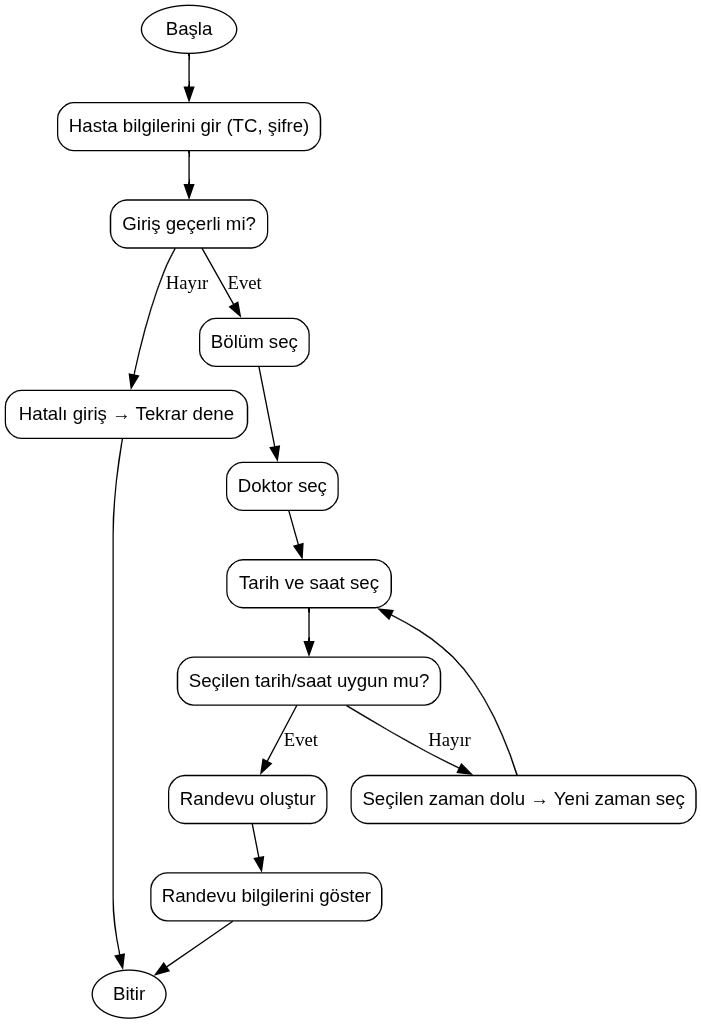 Başla
Hasta bilgilerini gir (TC, şifre)
Giriş geçerli mi?
Hayır
Evet
Bölüm seç
Hatalı giriş → Tekrar dene
Doktor seç
Tarih ve saat seç
Seçilen tarih/saat uygun mu?
Evet
Hayır
Randevu oluştur
Seçilen zaman dolu → Yeni zaman seç
Randevu bilgilerini göster
Bitir